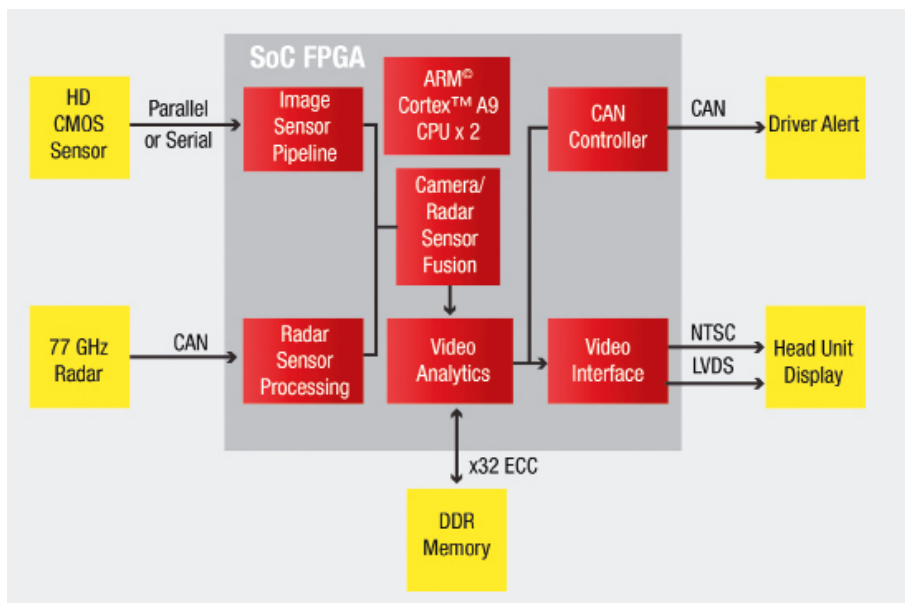 SoC FPGA
HD
CMOS
Sensor
Parallel
or Serial
Image
Sensor
Pipeline
ARM©
Cortex™ A9
CPU x 2
CAN
Controller
CAN
Driver Alert
Camera/
Radar
Sensor
Fusion
77 GHz
Radar
CAN
Radar
Sensor
Processing
Video
Analytics
Video
Interface
NTSC
LVDS
Head Unit
Display
x32 ECC
DDR
Memory